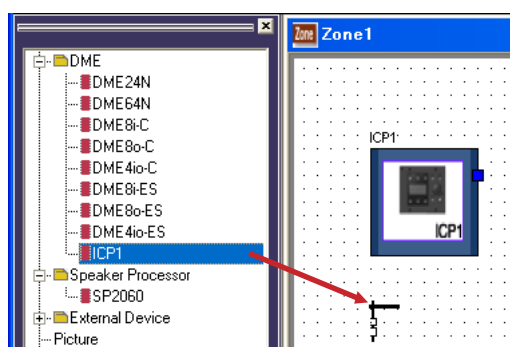 DME
DME24N
DME64N
DME8i-C
DME8o-C
DME4io-C
DME8i-ES
DME8o-ES
DME4io-ES
ICP1
Speaker Processor
SP2060
External Device
Picture
Zone Zone1
ICP1
ICP1